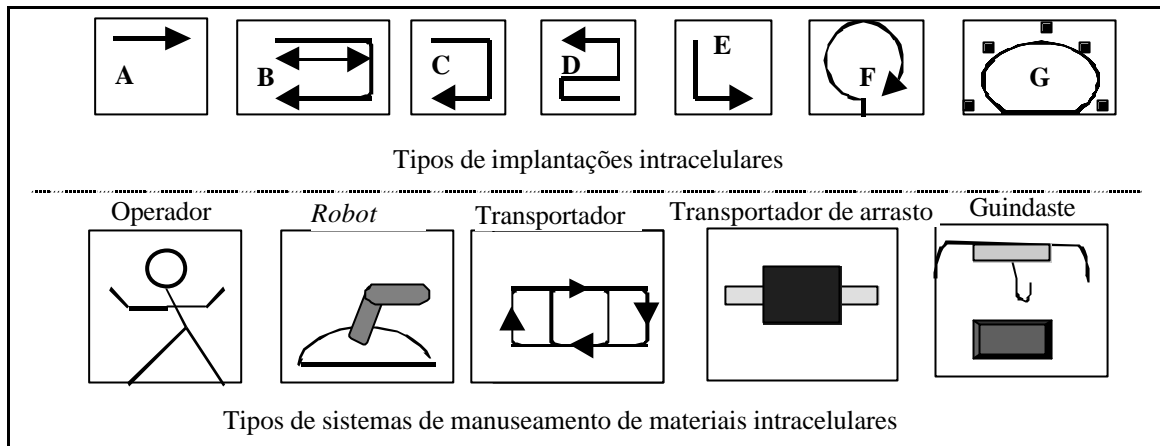 A B C D E F G
Tipos de implantações intracelulares
Operador Robot Transportador Transportador de arrasto Guindaste
Tipos de sistemas de manuseamento de materiais intracelulares